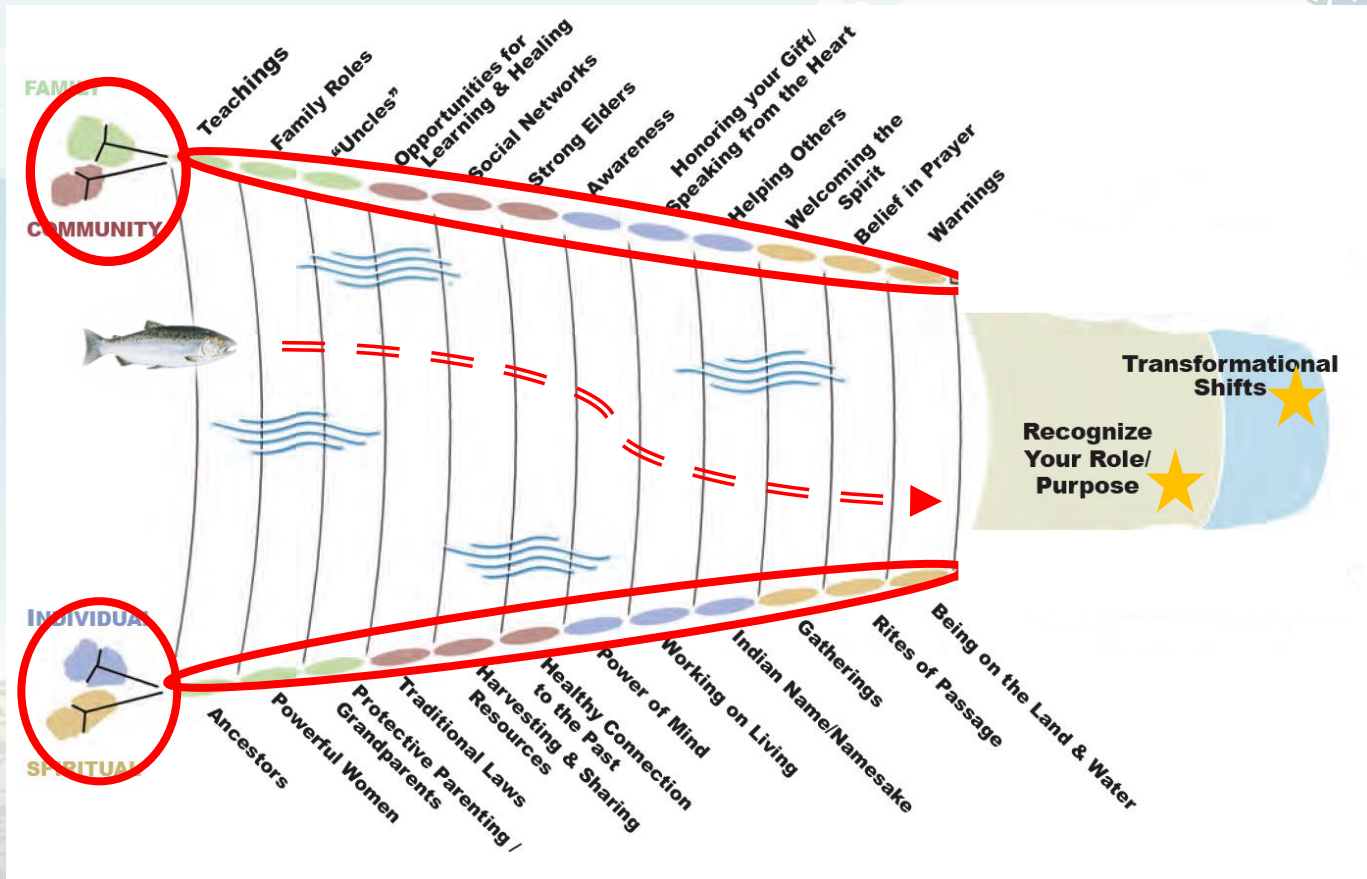 FAMILY
COMMUNITY
Teachings
Family Roles
“Uncles”
Opportunities for
Learning & Healing
Social Networks
Strong Elders
Awareness
Honoring your Gift/
Speaking from the Heart
Helping Others
Welcoming the
Spirit
Belief in Prayer
Warnings
Transformational
Shifts
Recognize
Your Role/
Purpose
INDIVIDUAL
SPIRITUAL
Ancestors
Powerful Women
Protective Parenting /
Grandparents
Traditional Laws
Harvesting & Sharing
Resources
Healthy Connection
to the Past
Power of Mind
Working on Living
Indian Name/Namesake
Gatherings
Rites of Passage
Being on the Land & Water